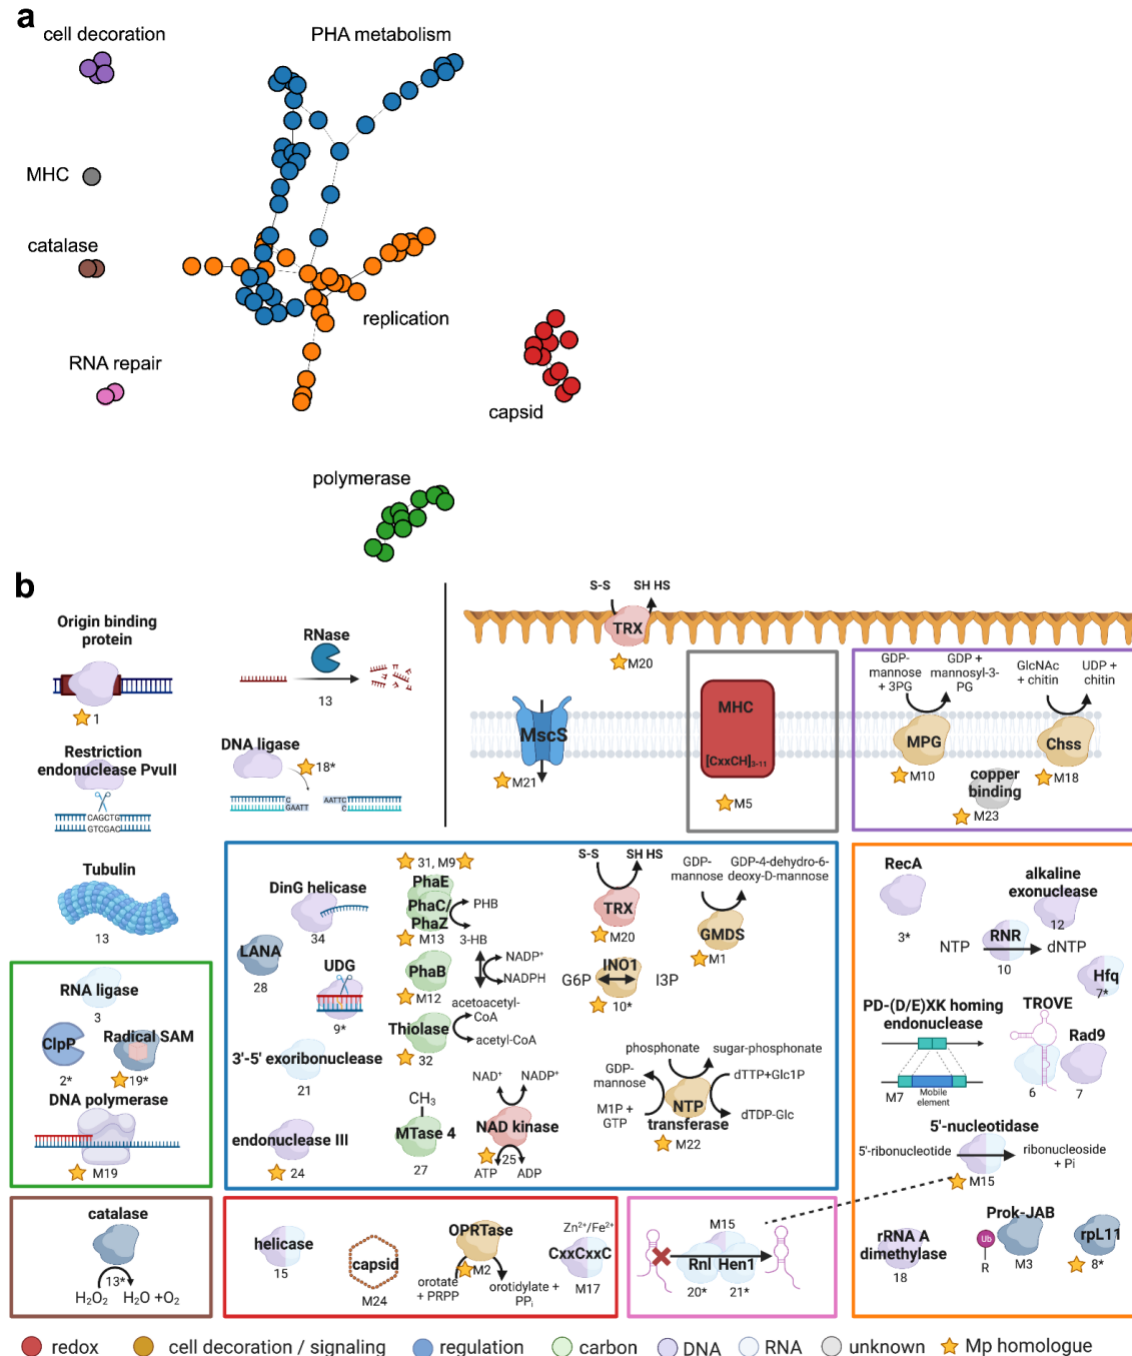 a
cell decoration
PHA metabolism
MHC
catalase
RNA repair
replication
capsid
polymerase
b
Origin binding
protein
1
Restriction
endonuclease PvuII
CAGCTG
GTCGAC
Tubulin
13
RNase
13
DNA ligase
18*
C
GAATT
AATTC
C
S-S
SH HS
TRX
M20
MscS
M21
MHC
[CxxCH]3-11
M5
GDP-
mannose
+ 3PG
GDP +
mannosyl-3-
PG
GlcNAc
+ chitin
UDP +
chitin
MPG
M10
Chss
M18
copper
binding
M23
RNA ligase
3
ClpP
2*
Radical SAM
19*
DNA polymerase
M19
DinG helicase
34
LANA
28
UDG
9*
3'-5' exoribonuclease
21
endonuclease III
24
31, M9
PhaE
PhaC/
PhaZ
M13
PHB
3-HB
PhaB
M12
NADP⁺
NADPH
acetoacetyl-
CoA
Thiolase
32
acetyl-CoA
CH₃
MTase 4
27
NAD⁺
NADP⁺
NAD kinase
25
ATP
ADP
S-S
SH HS
TRX
M20
GDP-
mannose
GDP-4-dehydro-6-
deoxy-D-mannose
GMDS
M1
G6P
INO1
I3P
10*
phosphonate
sugar-phosphonate
GDP-
mannose
dTTP+Glc1P
M1P +
GTP
NTP
transferase
dTDP-Glc
M22
RecA
3*
alkaline
exonuclease
12
NTP
RNR
dNTP
10
Hfq
7*
PD-(D/E)XK homing
endonuclease
M7
Mobile
element
TROVE
6
Rad9
7
5'-nucleotidase
5'-ribonucleotide
ribonucleoside
+ Pi
M15
rRNA A
dimethylase
18
Prok-JAB
Ub
R
M3
rpL11
8*
catalase
13*
H₂O₂
H₂O +O₂
helicase
15
capsid
M24
OPRTase
M2
orotate
+ PRPP
orotidylate +
PPᵢ
Zn²⁺/Fe²⁺
CxxCxxC
M17
M15
Rnl
Hen1
20*
21*
redox
cell decoration / signaling
regulation
carbon
DNA
RNA
unknown
Mp homologue